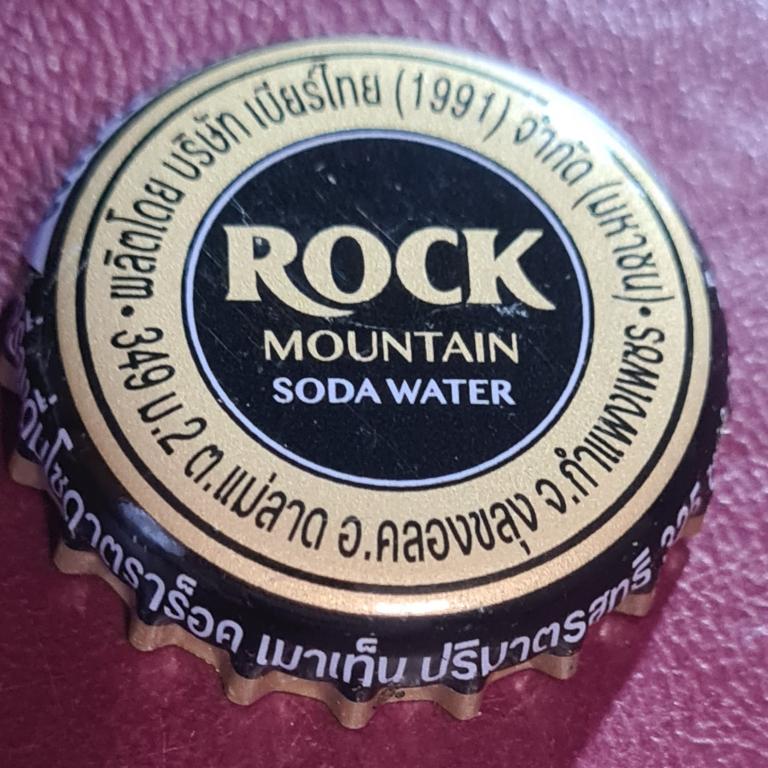 ROCK
MOUNTAIN
SODA WATER
• ผลิตโดย บริษัท เบียร์ไทย (1991) จำกัด (มหาชน) •
349 ม.2 ต.แม่ลาด อ.คลองขลุง จ.กำแพงเพชร
โซดาตราร็อค เมาเท็น ปริมาตรสุทธิ